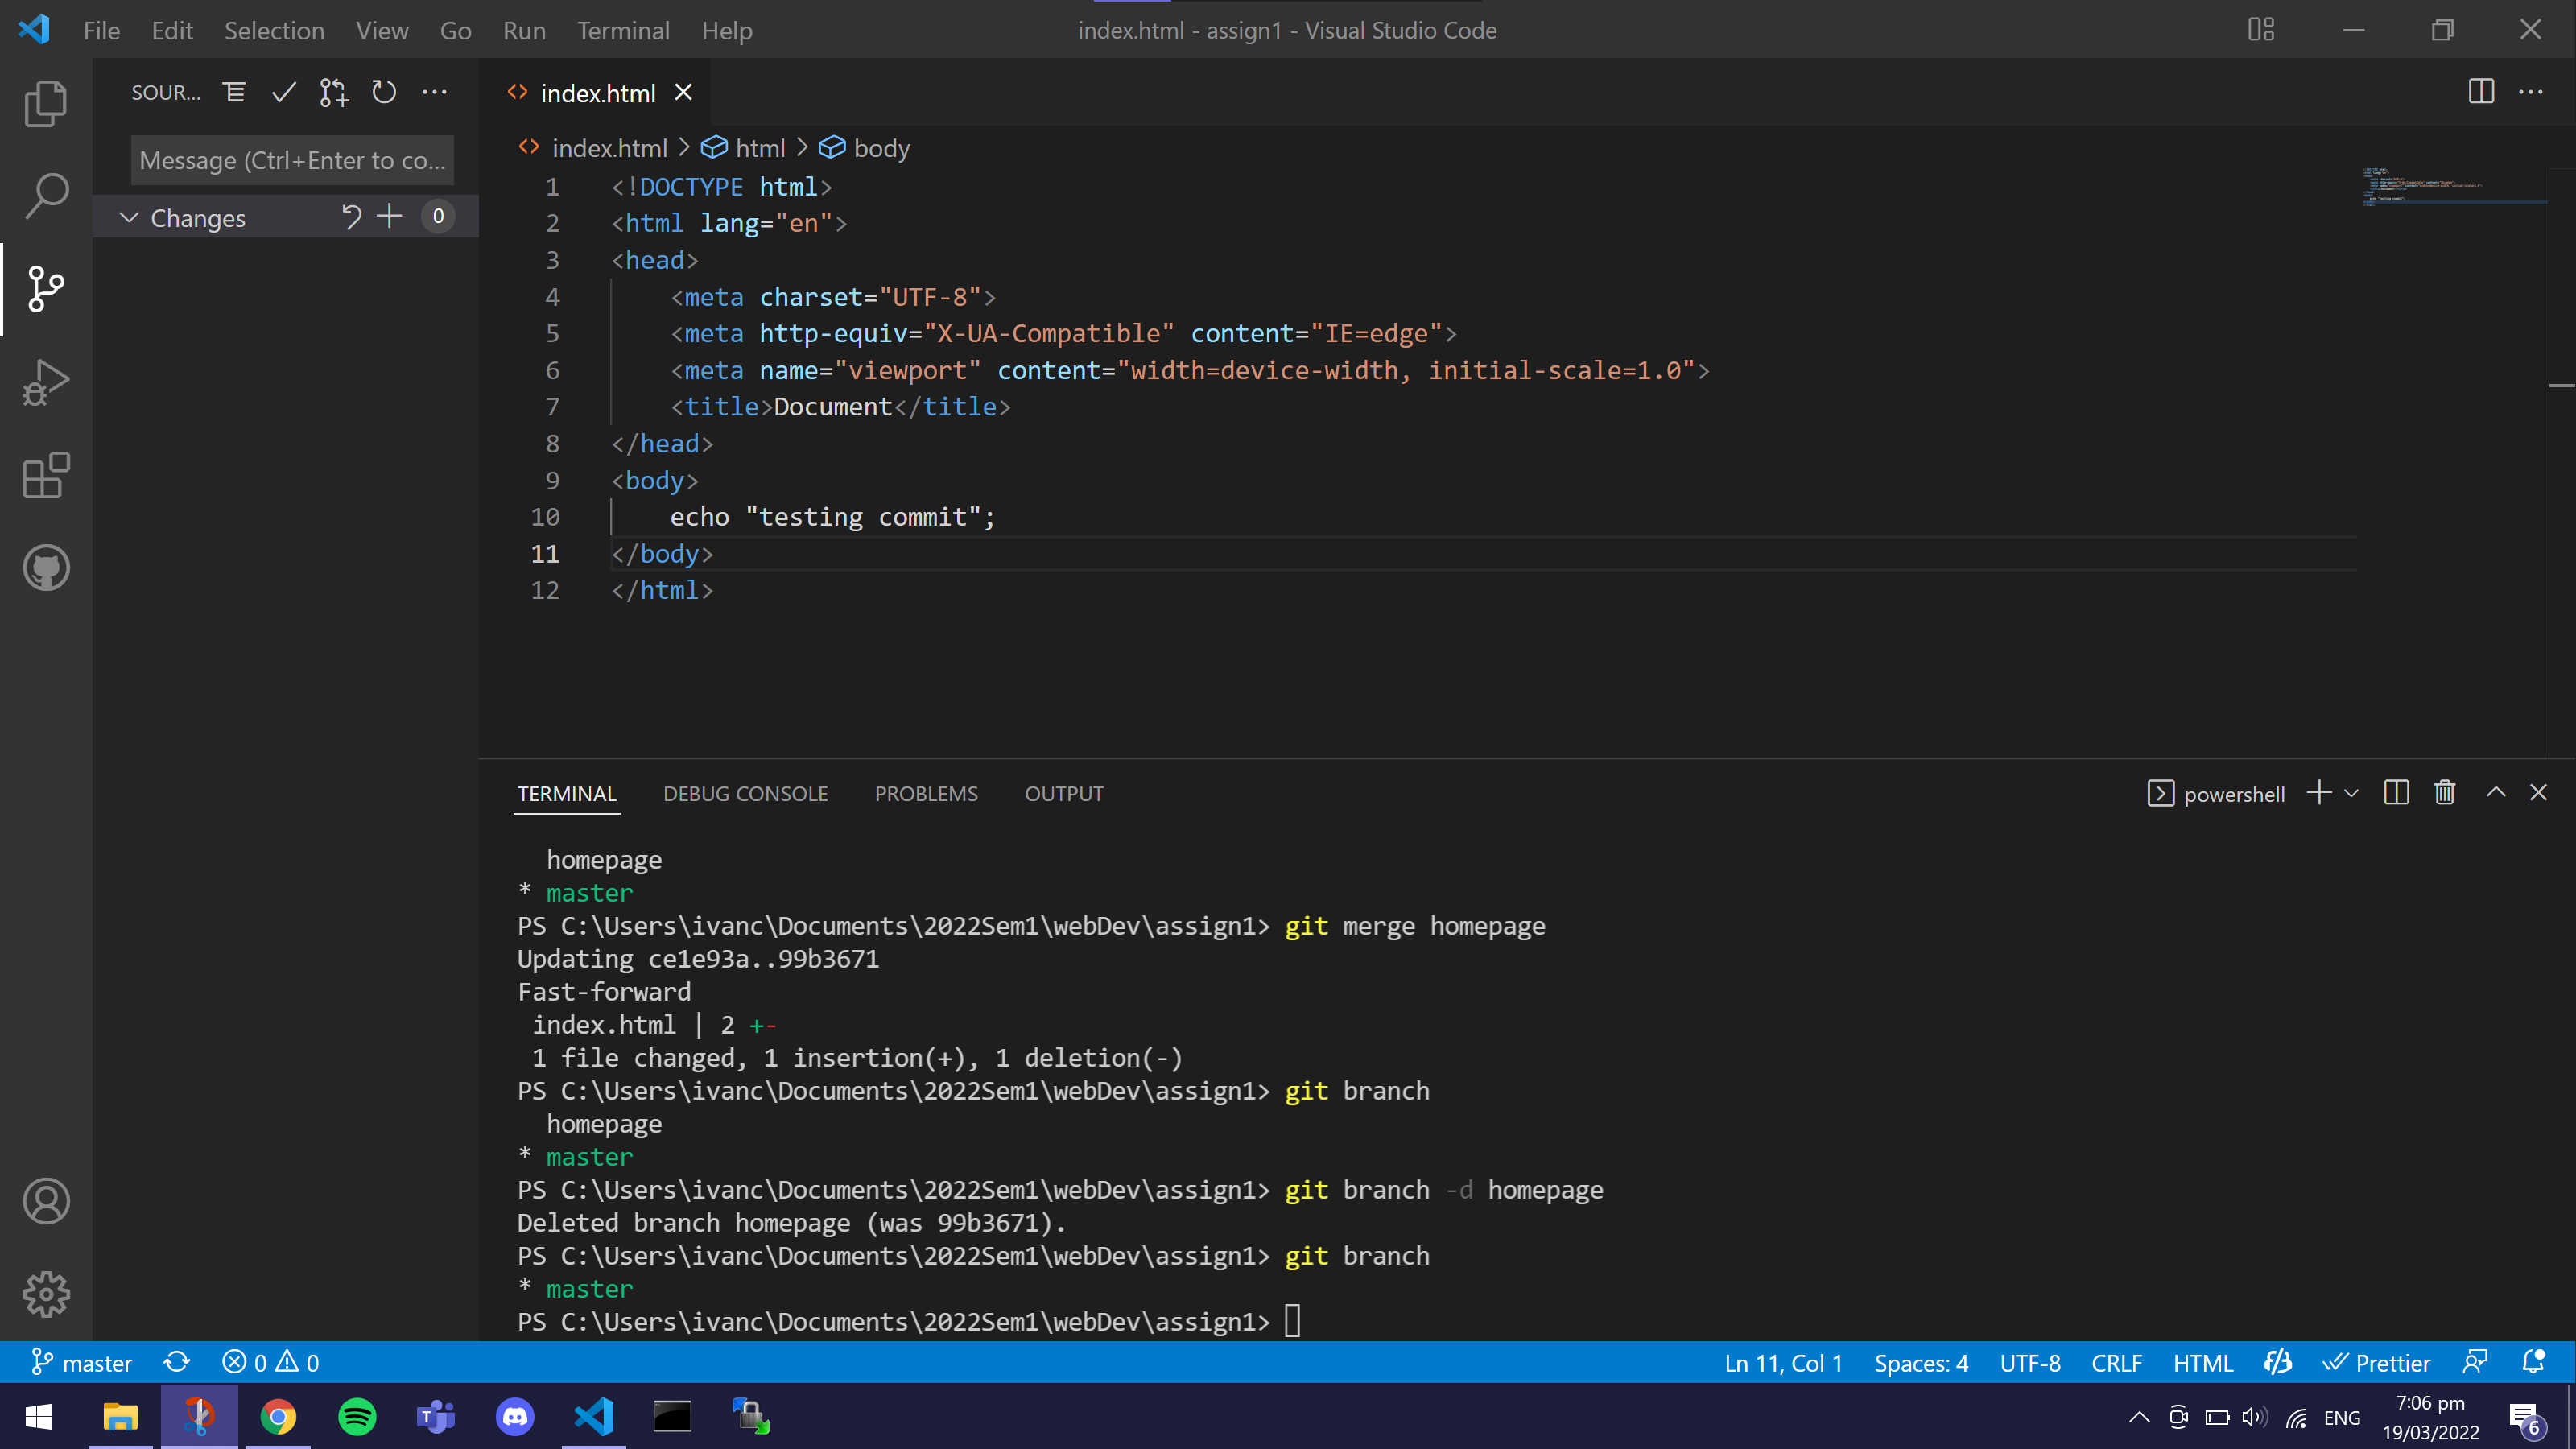 File Edit Selection View Go Run Terminal Help
index.html - assign1 - Visual Studio Code
SOUR...
index.html
Message (Ctrl+Enter to co...
Changes
0
index.html > html > body
1 <!DOCTYPE html>
2 <html lang="en">
3 <head>
4 <meta charset="UTF-8">
5 <meta http-equiv="X-UA-Compatible" content="IE=edge">
6 <meta name="viewport" content="width=device-width, initial-scale=1.0">
7 <title>Document</title>
8 </head>
9 <body>
10 echo "testing commit";
11 </body>
12 </html>
TERMINAL DEBUG CONSOLE PROBLEMS OUTPUT
powershell
homepage
* master
PS C:\Users\ivanc\Documents\2022Sem1\webDev\assign1> git merge homepage
Updating ce1e93a..99b3671
Fast-forward
index.html | 2 +-
1 file changed, 1 insertion(+), 1 deletion(-)
PS C:\Users\ivanc\Documents\2022Sem1\webDev\assign1> git branch
homepage
* master
PS C:\Users\ivanc\Documents\2022Sem1\webDev\assign1> git branch -d homepage
Deleted branch homepage (was 99b3671).
PS C:\Users\ivanc\Documents\2022Sem1\webDev\assign1> git branch
* master
PS C:\Users\ivanc\Documents\2022Sem1\webDev\assign1>
master 0 0
Ln 11, Col 1 Spaces: 4 UTF-8 CRLF HTML Prettier
ENG
7:06 pm
19/03/2022
6